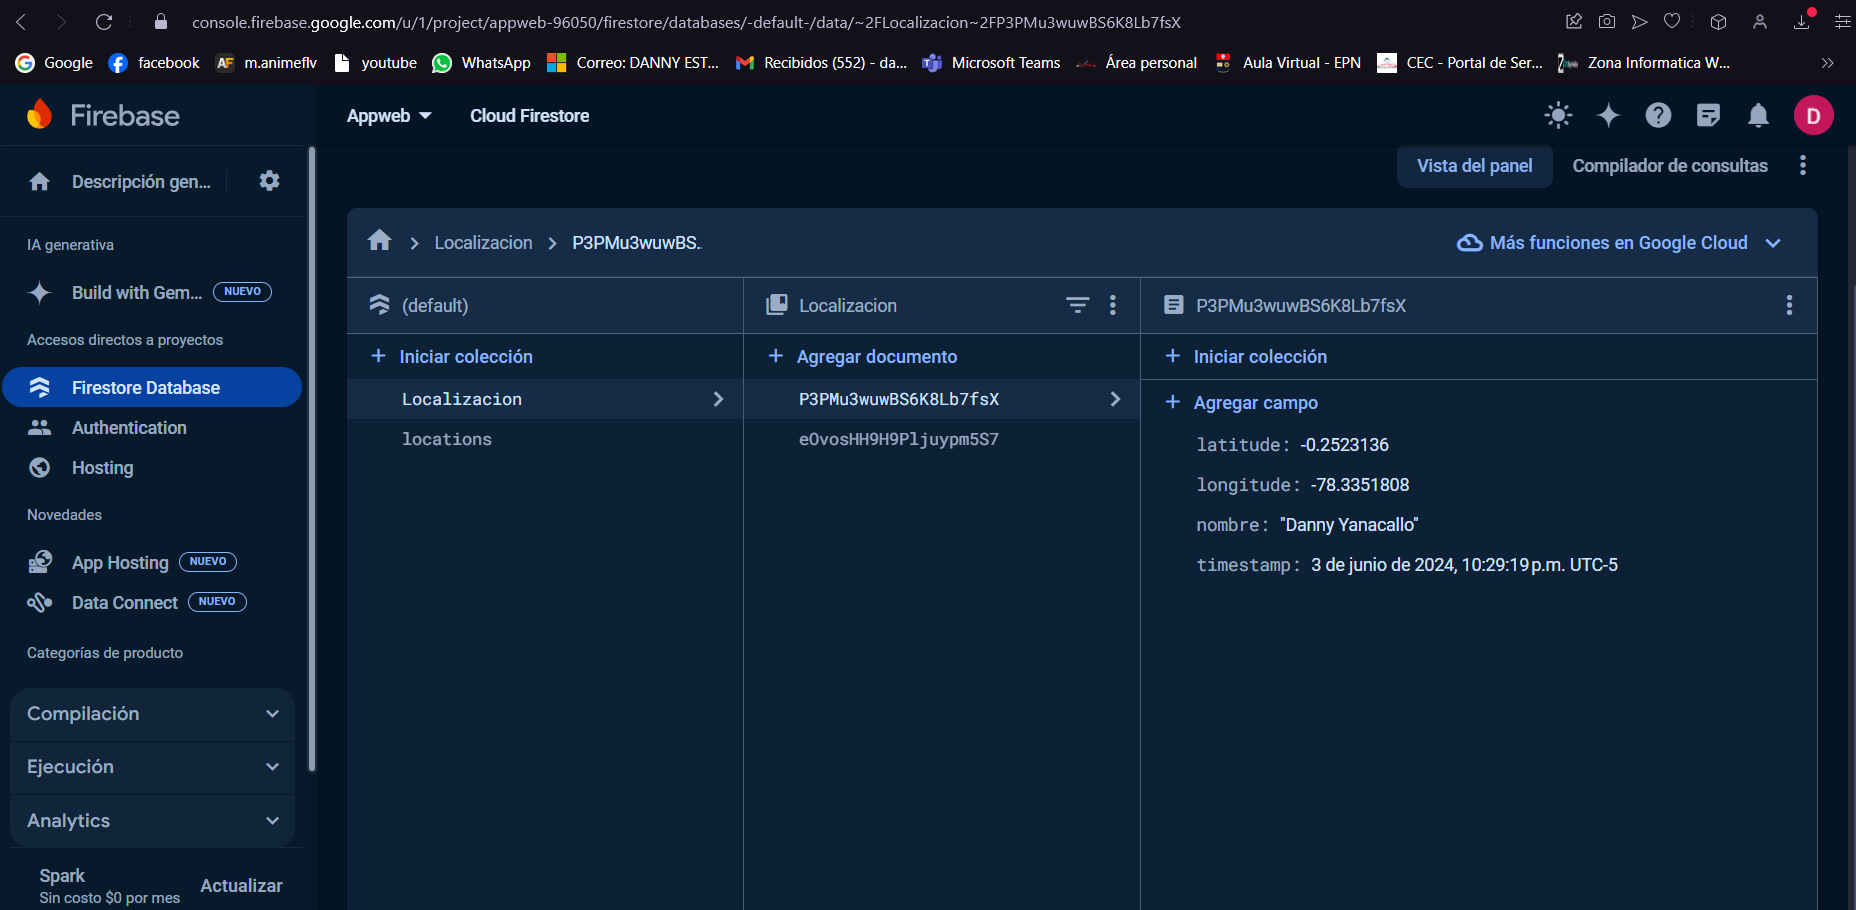 console.firebase.google.com/u/1/project/appweb-96050/firestore/databases/-default-/data/~2FLocalizacion~2FP3PMu3wuwBS6K8Lb7fsX
Google facebook AF m.animeflv youtube WhatsApp Correo: DANNY EST... Recibidos (552) - da... Microsoft Teams Área personal Aula Virtual - EPN CEC - Portal de Ser... Zona Informatica W...
Firebase
Appweb
Cloud Firestore
D
Descripción gen...
IA generativa
Build with Gem... NUEVO
Accesos directos a proyectos
Firestore Database
Authentication
Hosting
Novedades
App Hosting NUEVO
Data Connect NUEVO
Categorías de producto
Compilación
Ejecución
Analytics
Spark
Sin costo $0 por mes
Actualizar
Vista del panel
Compilador de consultas
Localizacion
P3PMu3wuwBS..
Más funciones en Google Cloud
(default)
Iniciar colección
Localizacion
locations
Localizacion
Agregar documento
P3PMu3wuwBS6K8Lb7fsX
eOvosHH9H9Pljuypm5S7
P3PMu3wuwBS6K8Lb7fsX
Iniciar colección
Agregar campo
latitude: -0.2523136
longitude: -78.3351808
nombre: "Danny Yanacallo"
timestamp: 3 de junio de 2024, 10:29:19 p.m. UTC-5